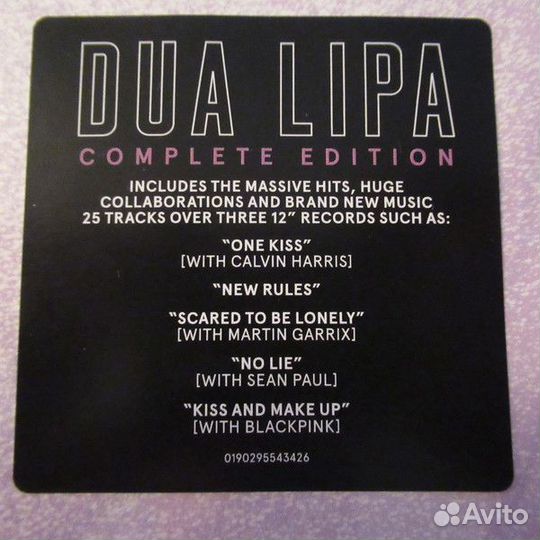 DUA LIPA
COMPLETE EDITION
INCLUDES THE MASSIVE HITS, HUGE
COLLABORATIONS AND BRAND NEW MUSIC
25 TRACKS OVER THREE 12" RECORDS SUCH AS:
"ONE KISS"
[WITH CALVIN HARRIS]
"NEW RULES"
"SCARED TO BE LONELY"
[WITH MARTIN GARRIX]
"NO LIE"
[WITH SEAN PAUL]
"KISS AND MAKE UP"
[WITH BLACKPINK]
0190295543426
Avito